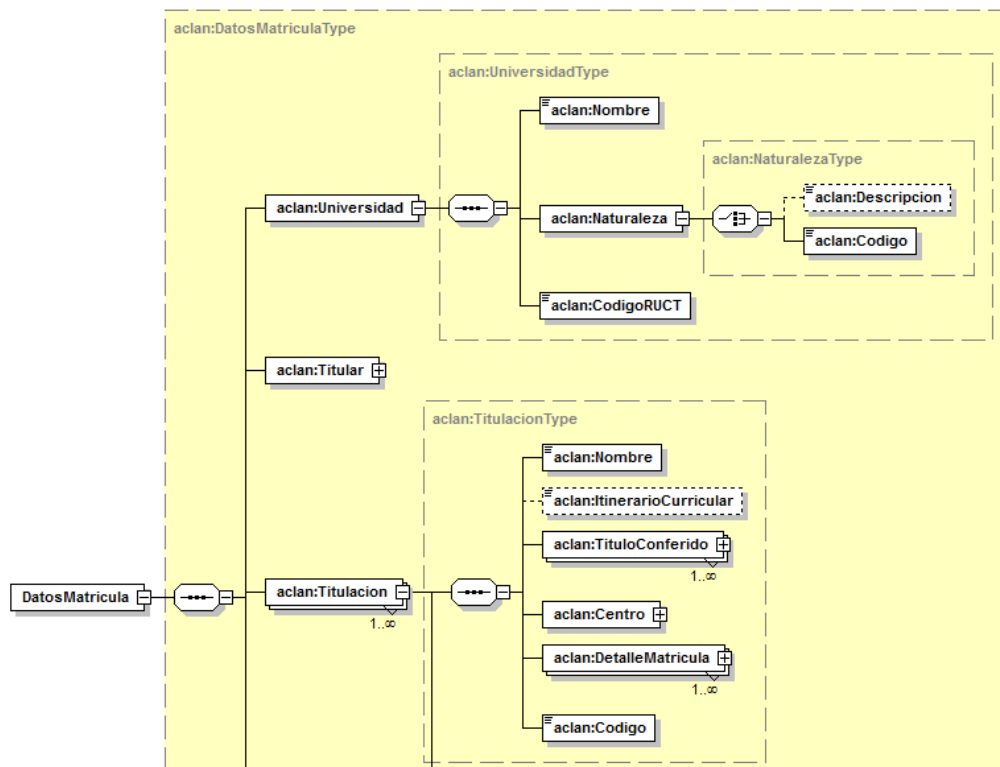 aclan:DatosMatriculaType
aclan:UniversidadType
aclan:Nombre
aclan:NaturalezaType
aclan:Descripcion
aclan:Universidad
aclan:Naturaleza
aclan:Codigo
aclan:CodigoRUCT
aclan:Titular
aclan:TitulacionType
aclan:Nombre
aclan:ItinerarioCurricular
aclan:TituloConferido
1..∞
DatosMatricula
aclan:Titulacion
1..∞
aclan:Centro
aclan:DetalleMatricula
1..∞
aclan:Codigo